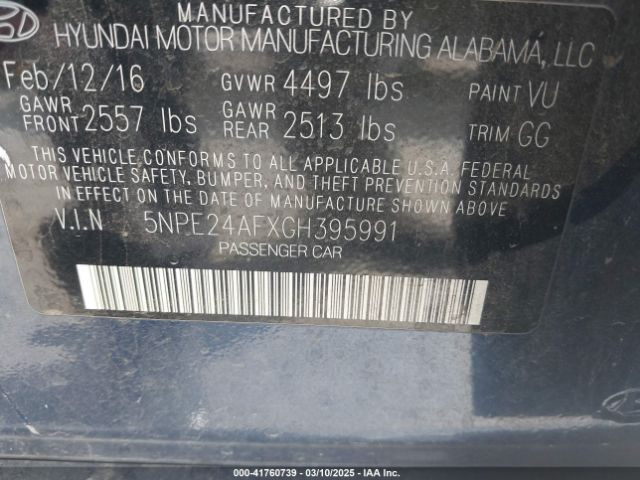 MANUFACTURED BY
HYUNDAI MOTOR MANUFACTURING ALABAMA, LLC
Feb/12/16 GVWR 4497 lbs PAINT VU
GAWR FRONT 2557 lbs GAWR REAR 2513 lbs TRIM GG
THIS VEHICLE CONFORMS TO ALL APPLICABLE U.S.A. FEDERAL
MOTOR VEHICLE SAFETY, BUMPER, AND THEFT PREVENTION STANDARDS
IN EFFECT ON THE DATE OF MANUFACTURE SHOWN ABOVE
V.I.N 5NPE24AFXGH395991
PASSENGER CAR
000-41760739 - 03/10/2025 - IAA Inc.